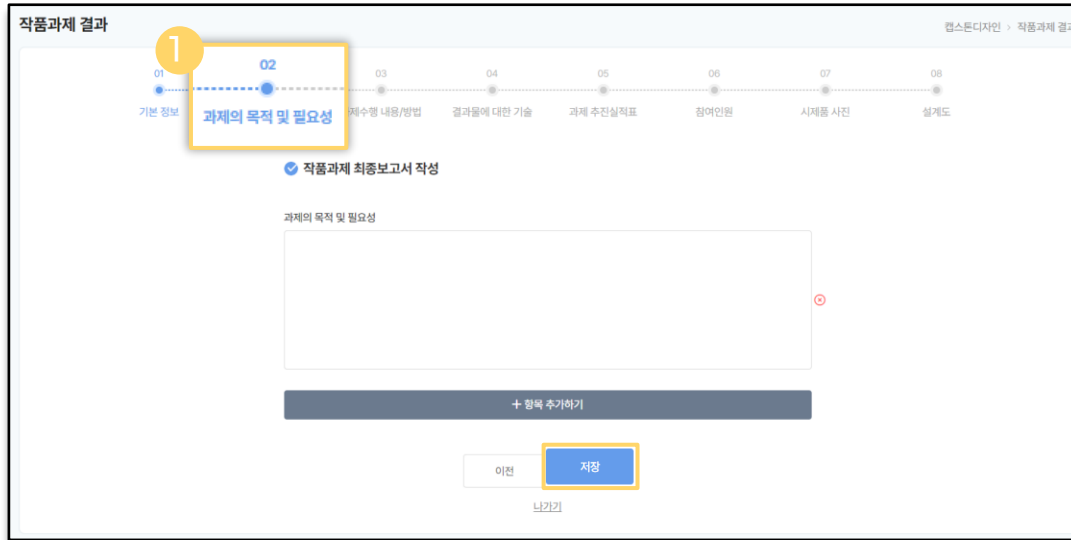 작품과제 결과
캡스톤디자인 > 작품과제 결과
1
01 02 03 04 05 06 07 08
기본 정보 과제의 목적 및 필요성 제수행 내용/방법 결과물에 대한 기술 과제 추진실적표 참여인원 시제품 사진 설계도
작품과제 최종보고서 작성
과제의 목적 및 필요성
+ 항목 추가하기
이전 저장
나가기